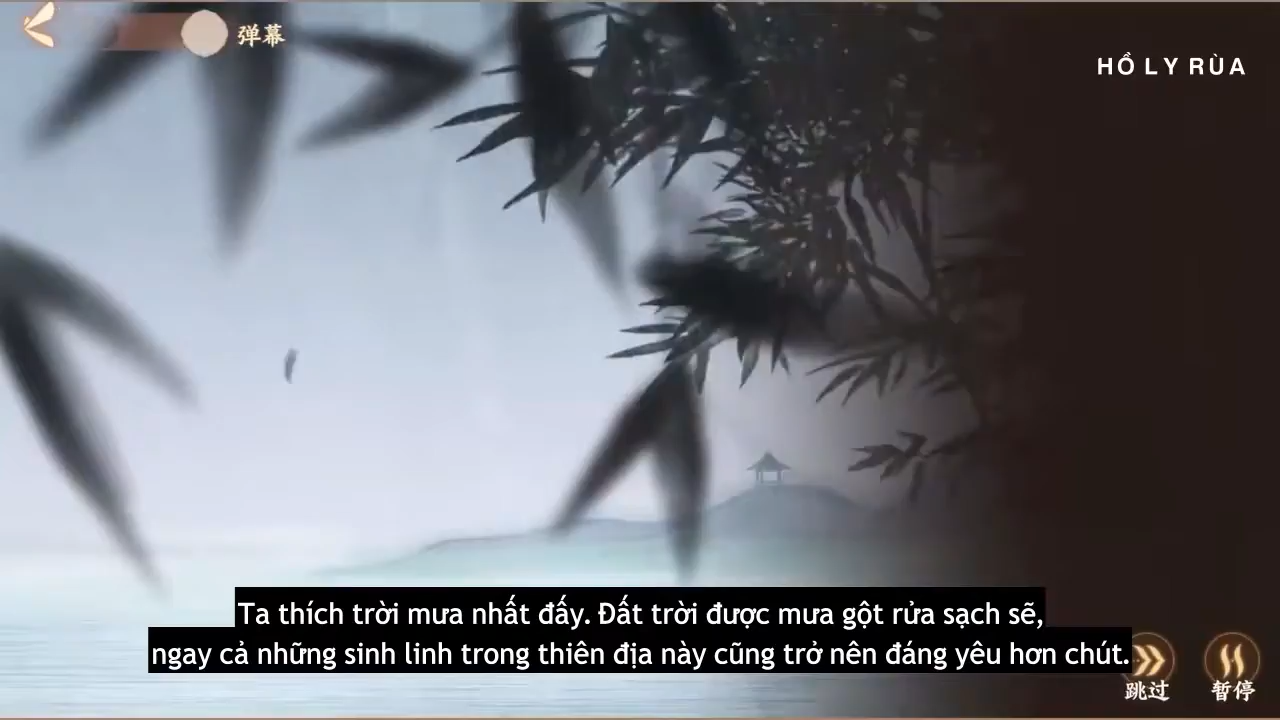 弹幕
HỒ LY RÙA
Ta thích trời mưa nhất đấy. Đất trời được mưa gột rửa sạch sẽ,
ngay cả những sinh linh trong thiên địa này cũng trở nên đáng yêu hơn chút.
跳过
暂停